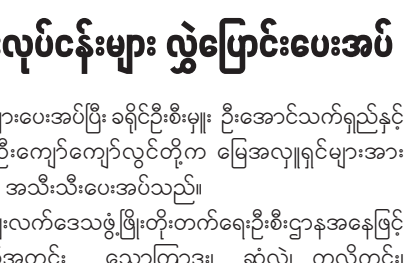 လုပ်ငန်းများ လွှဲပြောင်းပေးအပ်
များပေးအပ်ပြီး ခရိုင်ဦးစီးမှူး ဦးအောင်သက်ရှည်နှင့်
ဦးကျော်ကျော်လွင်တို့က မြေအလှူရှင်များအား
အသီးသီးပေးအပ်သည်။
လက်ဒေသဖွံ့ဖြိုးတိုးတက်ရေးဦးစီးဌာနအနေဖြင့်